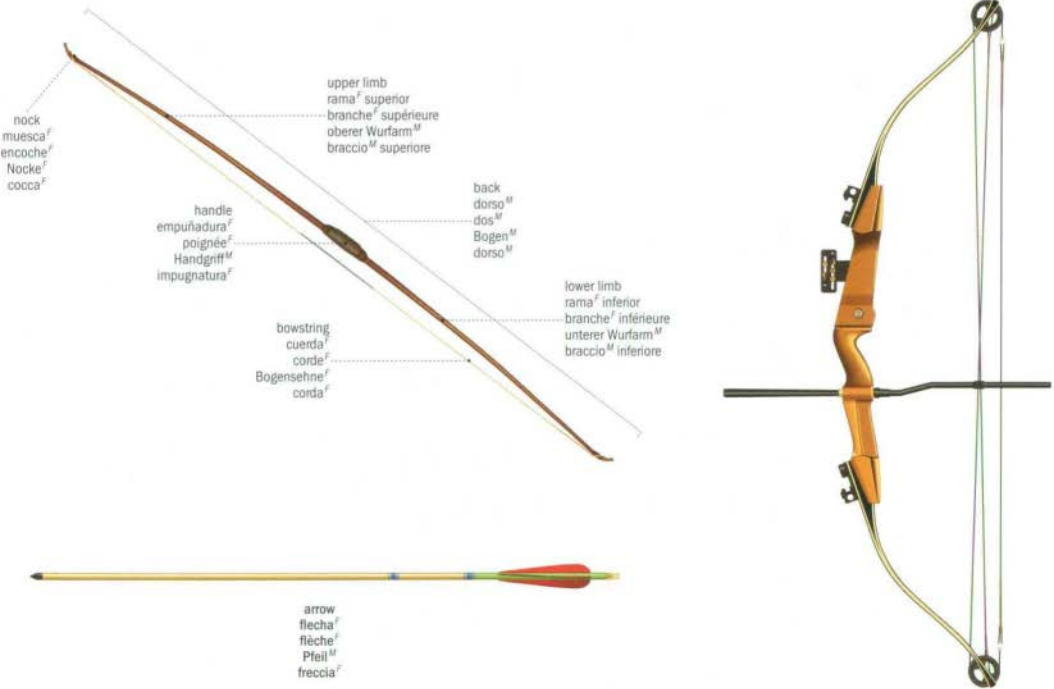 nock
muesca F
encoche F
Nocke F
cocca F
upper limb
rama F superior
branche F supérieure
oberer Wurfarm M
braccio M superiore
handle
empuñadura F
poignée F
Handgriff M
impugnatura F
back
dorso M
dos M
Bogen M
dorso M
bowstring
cuerda F
corde F
Bogensehne F
corda F
lower limb
rama F inferior
branche F inférieure
unterer Wurfarm M
braccio M inferiore
arrow
flecha F
flèche F
Pfeil M
freccia F